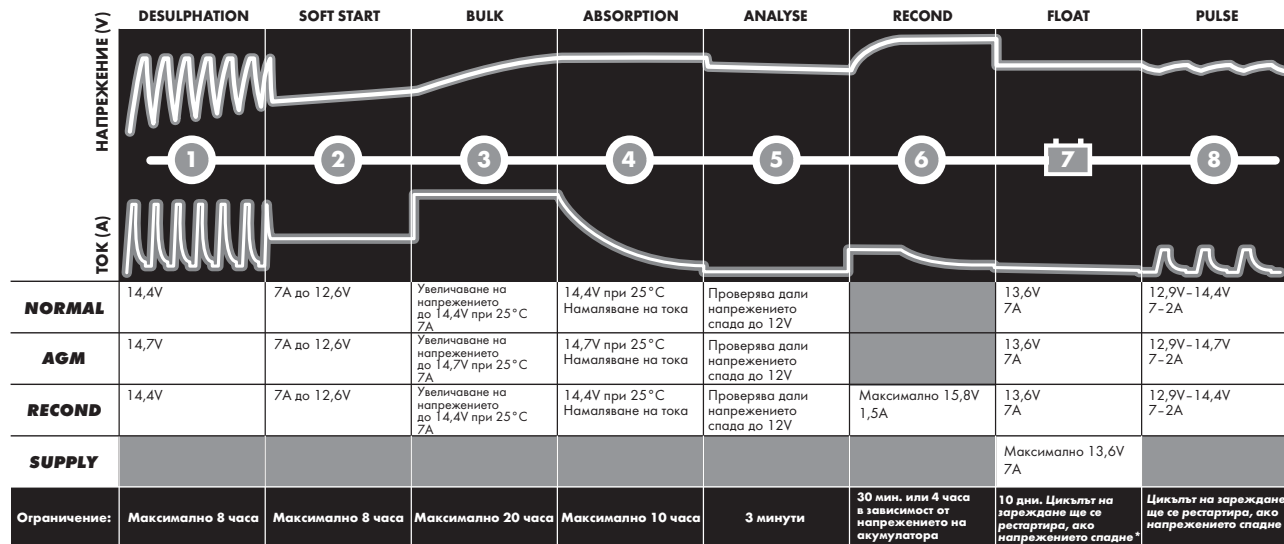 DESULPHATION SOFT START BULK ABSORPTION ANALYSE RECOND FLOAT PULSE
НАПРЕЖЕНИЕ (V)
1 2 3 4 5 6 7 8
ТОК (A)
NORMAL
14,4V
7A до 12,6V
Увеличаване на
напрежението
до 14,4V при 25°C
7A
14,4V при 25°C
Намаляване на тока
Проверява дали
напрежението
спада до 12V
13,6V
7A
12,9V–14,4V
7–2A
AGM
14,7V
7A до 12,6V
Увеличаване на
напрежението
до 14,7V при 25°C
7A
14,7V при 25°C
Намаляване на тока
Проверява дали
напрежението
спада до 12V
13,6V
7A
12,9V–14,7V
7–2A
RECOND
14,4V
7A до 12,6V
Увеличаване на
напрежението
до 14,4V при 25°C
7A
14,4V при 25°C
Намаляване на тока
Проверява дали
напрежението
спада до 12V
Максимално 15,8V
1,5A
13,6V
7A
12,9V–14,4V
7–2A
SUPPLY
Максимално 13,6V
7A
Ограничение:
Максимално 8 часа
Максимално 8 часа
Максимално 20 часа
Максимално 10 часа
3 минути
30 мин. или 4 часа
в зависимост от
напрежението на
акумулатора
10 дни. Цикълът на
зареждане ще се
рестартира, ако
напрежението спадне*
Цикълът на зареждане
ще се рестартира, ако
напрежението спадне